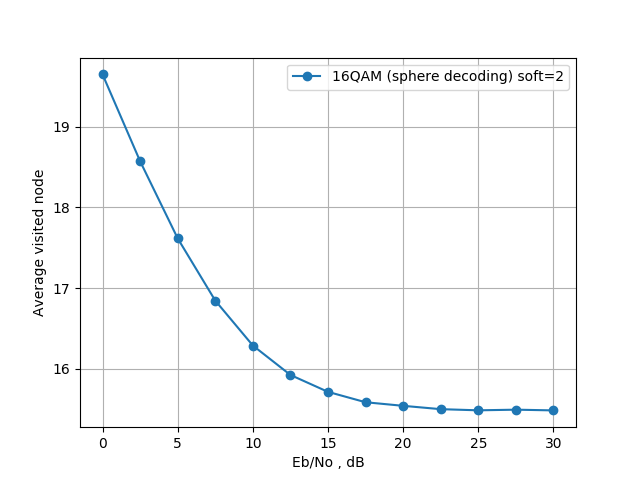 16QAM (sphere decoding) soft=2
19
18
17
16
Average visited node
0 5 10 15 20 25 30
Eb/No , dB